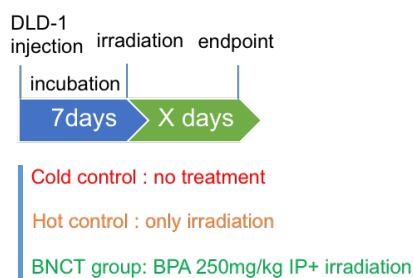 DLD-1
injection
irradiation
endpoint
incubation
7days
X days
Cold control : no treatment
Hot control : only irradiation
BNCT group: BPA 250mg/kg IP+ irradiation